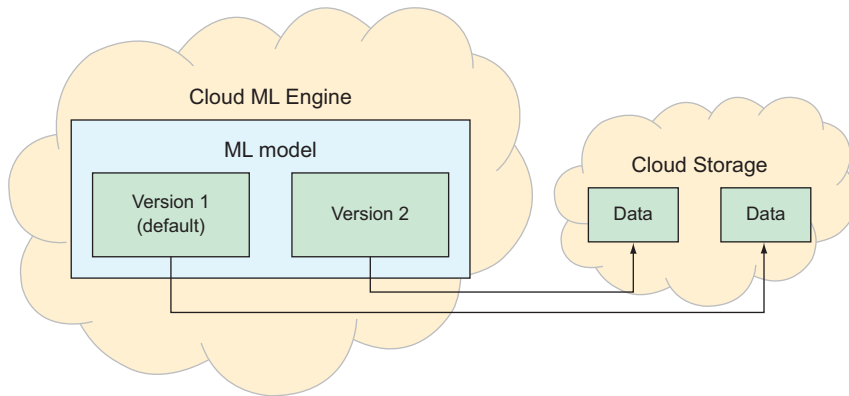 Cloud ML Engine
ML model
Version 1
(default)
Version 2
Cloud Storage
Data
Data